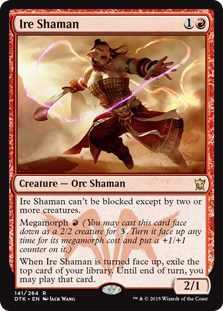 Ire Shaman 1
Creature — Orc Shaman
Ire Shaman can't be blocked except by two or
more creatures.
Megamorph (You may cast this card face
down as a 2/2 creature for 3. Turn it face up any
time for its megamorph cost and put a +1/+1
counter on it.)
When Ire Shaman is turned face up, exile the
top card of your library. Until end of turn, you
may play that card.
2/1
141/264 R
DTK • EN Jack Wang
™ & © 2015 Wizards of the Coast